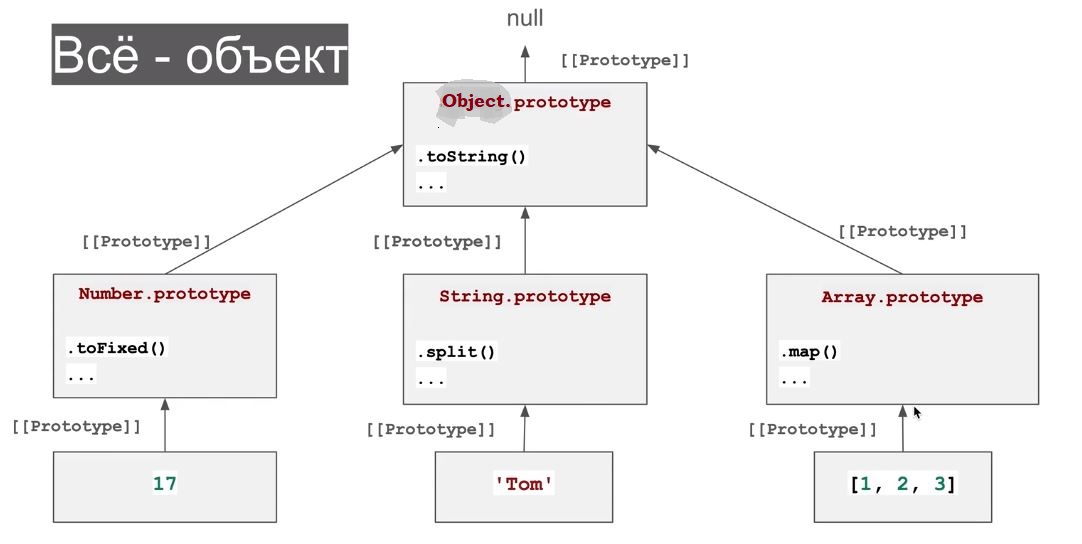 null
Всё - объект
[[Prototype]]
Object.prototype
.toString()
...
[[Prototype]]
[[Prototype]]
[[Prototype]]
Number.prototype
.toFixed()
...
String.prototype
.split()
...
Array.prototype
.map()
...
[[Prototype]]
[[Prototype]]
[[Prototype]]
17
'Tom'
[1, 2, 3]